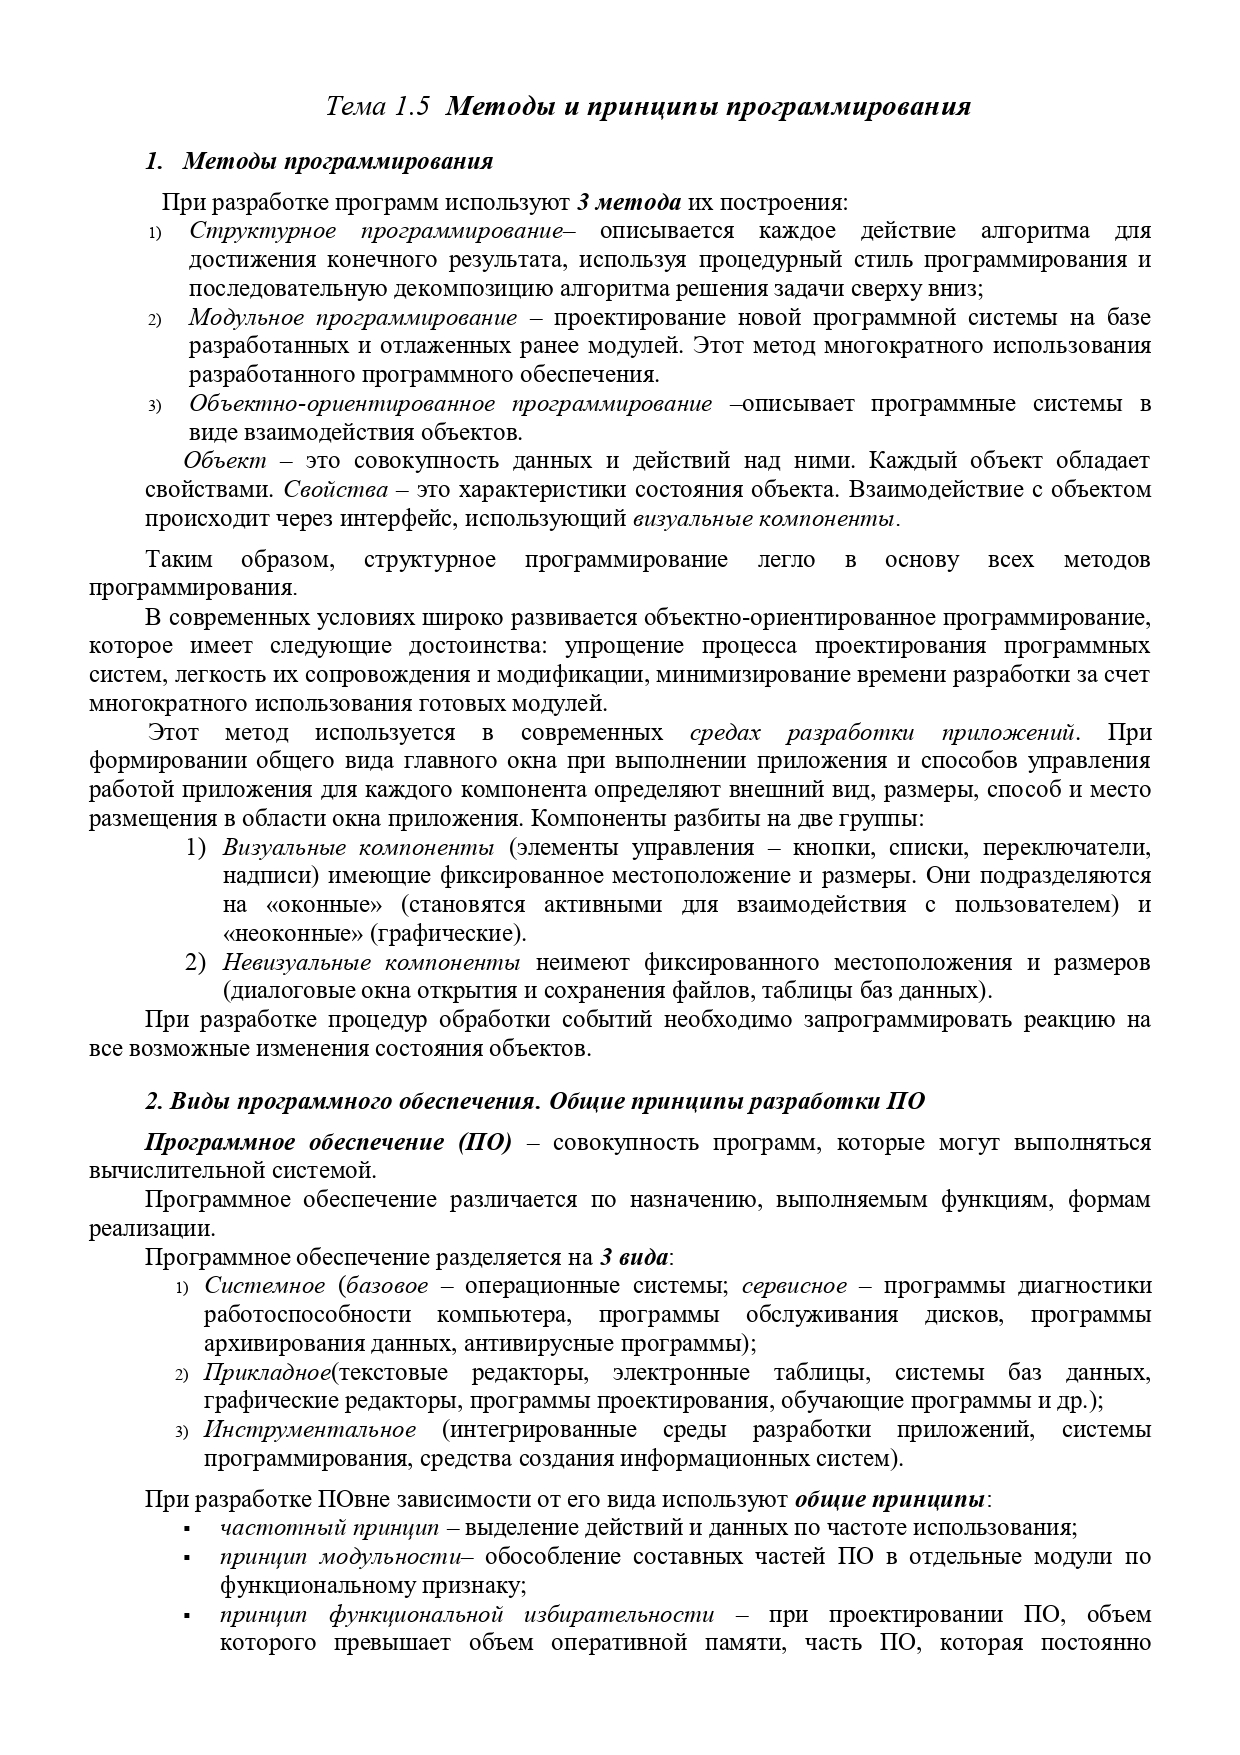 Тема 1.5 Методы и принципы программирования
1. Методы программирования
При разработке программ используют 3 метода их построения:
1) Структурное программирование– описывается каждое действие алгоритма для
достижения конечного результата, используя процедурный стиль программирования и
последовательную декомпозицию алгоритма решения задачи сверху вниз;
2) Модульное программирование – проектирование новой программной системы на базе
разработанных и отлаженных ранее модулей. Этот метод многократного использования
разработанного программного обеспечения.
3) Объектно-ориентированное программирование –описывает программные системы в
виде взаимодействия объектов.
Объект – это совокупность данных и действий над ними. Каждый объект обладает
свойствами. Свойства – это характеристики состояния объекта. Взаимодействие с объектом
происходит через интерфейс, использующий визуальные компоненты.
Таким образом, структурное программирование легло в основу всех методов
программирования.
В современных условиях широко развивается объектно-ориентированное программирование,
которое имеет следующие достоинства: упрощение процесса проектирования программных
систем, легкость их сопровождения и модификации, минимизирование времени разработки за счет
многократного использования готовых модулей.
Этот метод используется в современных средах разработки приложений. При
формировании общего вида главного окна при выполнении приложения и способов управления
работой приложения для каждого компонента определяют внешний вид, размеры, способ и место
размещения в области окна приложения. Компоненты разбиты на две группы:
1) Визуальные компоненты (элементы управления – кнопки, списки, переключатели,
надписи) имеющие фиксированное местоположение и размеры. Они подразделяются
на «оконные» (становятся активными для взаимодействия с пользователем) и
«неоконные» (графические).
2) Невизуальные компоненты неимеют фиксированного местоположения и размеров
(диалоговые окна открытия и сохранения файлов, таблицы баз данных).
При разработке процедур обработки событий необходимо запрограммировать реакцию на
все возможные изменения состояния объектов.
2. Виды программного обеспечения. Общие принципы разработки ПО
Программное обеспечение (ПО) – совокупность программ, которые могут выполняться
вычислительной системой.
Программное обеспечение различается по назначению, выполняемым функциям, формам
реализации.
Программное обеспечение разделяется на 3 вида:
1) Системное (базовое – операционные системы; сервисное – программы диагностики
работоспособности компьютера, программы обслуживания дисков, программы
архивирования данных, антивирусные программы);
2) Прикладное(текстовые редакторы, электронные таблицы, системы баз данных,
графические редакторы, программы проектирования, обучающие программы и др.);
3) Инструментальное (интегрированные среды разработки приложений, системы
программирования, средства создания информационных систем).
При разработке ПОвне зависимости от его вида используют общие принципы:
▪ частотный принцип – выделение действий и данных по частоте использования;
▪ принцип модульности– обособление составных частей ПО в отдельные модули по
функциональному признаку;
▪ принцип функциональной избирательности – при проектировании ПО, объем
которого превышает объем оперативной памяти, часть ПО, которая постоянно